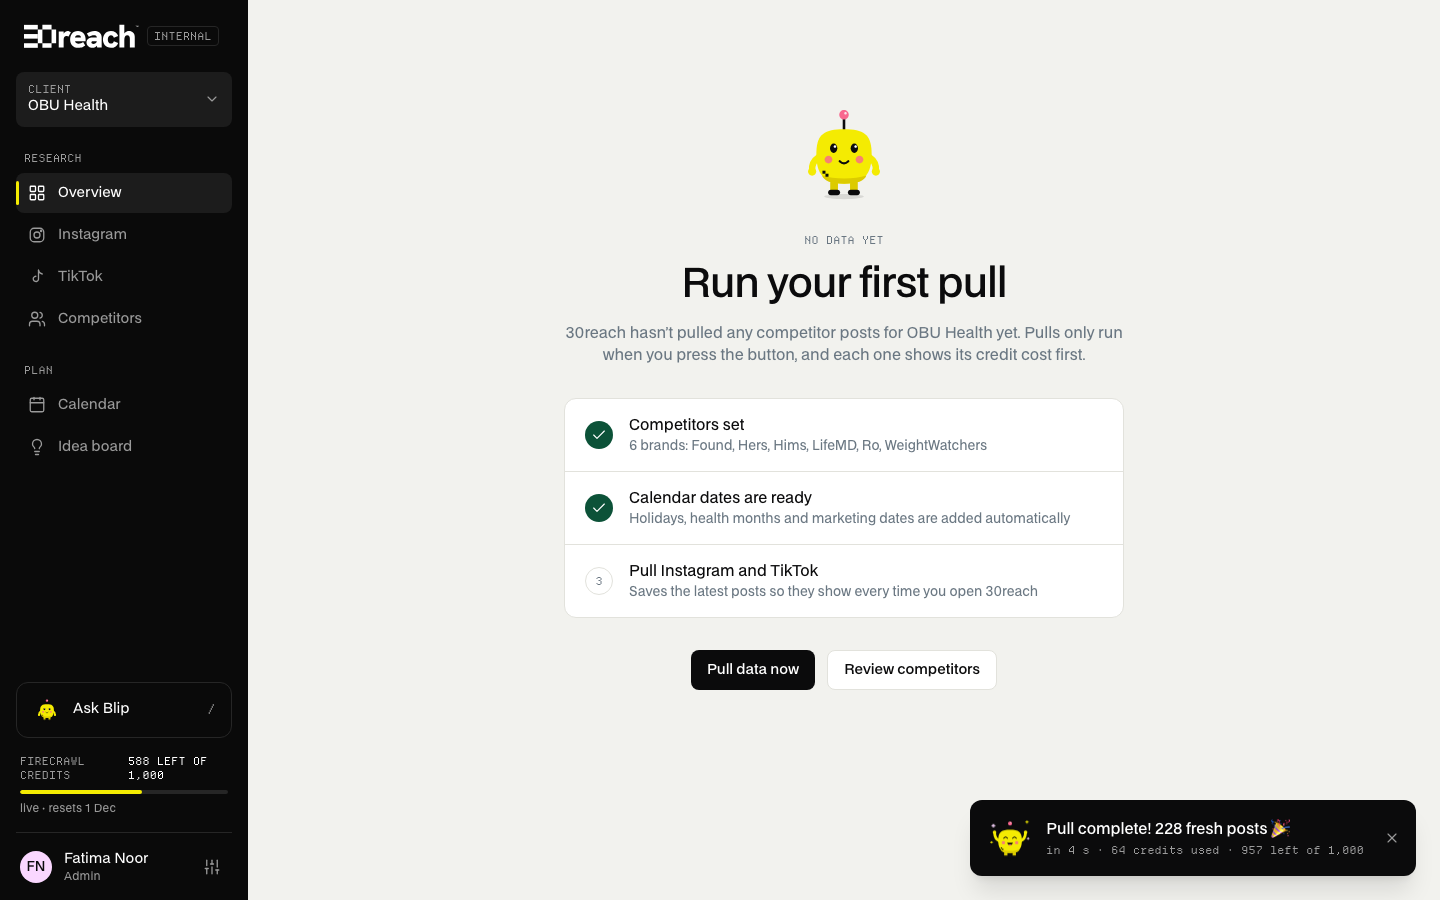 30reach
INTERNAL
CLIENT
OBU Health
RESEARCH
Overview
Instagram
TikTok
Competitors
PLAN
Calendar
Idea board
Ask Blip
/
FIRECRAWL CREDITS
588 LEFT OF 1,000
live · resets 1 Dec
FN
Fatima Noor
Admin
NO DATA YET
Run your first pull
30reach hasn't pulled any competitor posts for OBU Health yet. Pulls only run
when you press the button, and each one shows its credit cost first.
Competitors set
6 brands: Found, Hers, Hims, LifeMD, Ro, WeightWatchers
Calendar dates are ready
Holidays, health months and marketing dates are added automatically
3
Pull Instagram and TikTok
Saves the latest posts so they show every time you open 30reach
Pull data now
Review competitors
Pull complete! 228 fresh posts 🎉
in 4 s · 64 credits used · 957 left of 1,000